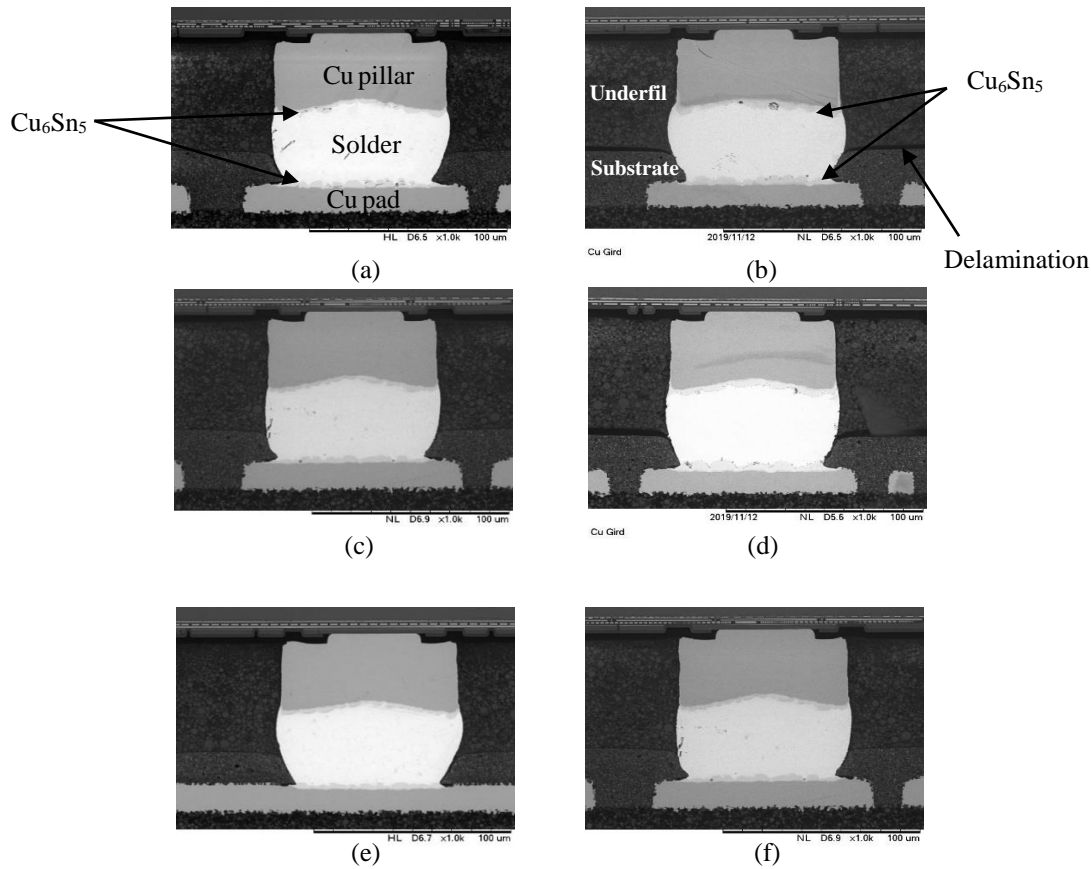 Cu pillar
Cu₆Sn₅
Solder
Cu pad
HL D6.5 x1.0k 100 um
(a)
Underfil
Cu₆Sn₅
Substrate
2019/11/12 NL D6.5 x1.0k 100 um
Cu Gird
Delamination
(b)
NL D6.9 x1.0k 100 um
(c)
2019/11/12 NL D5.6 x1.0k 100 um
Cu Gird
(d)
HL D6.7 x1.0k 100 um
(e)
NL D6.9 x1.0k 100 um
(f)